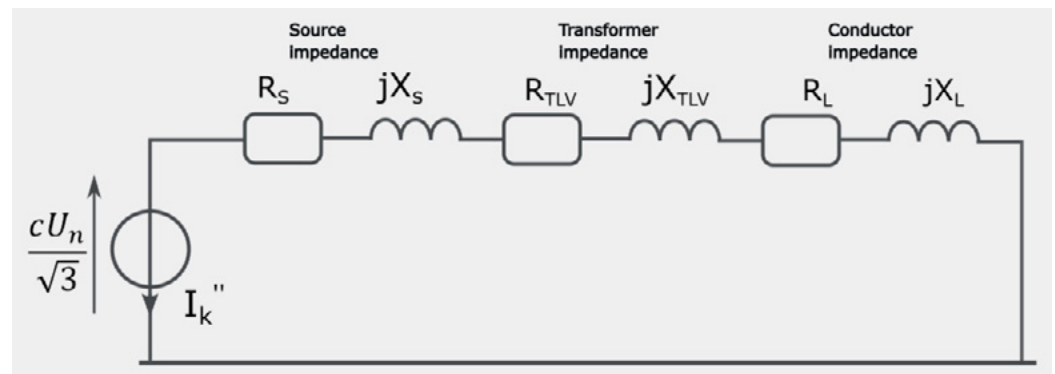 Source
impedance
Transformer
impedance
Conductor
impedance
R_S
jX_s
R_TLV
jX_TLV
R_L
jX_L
cU_n
√3
I_k''